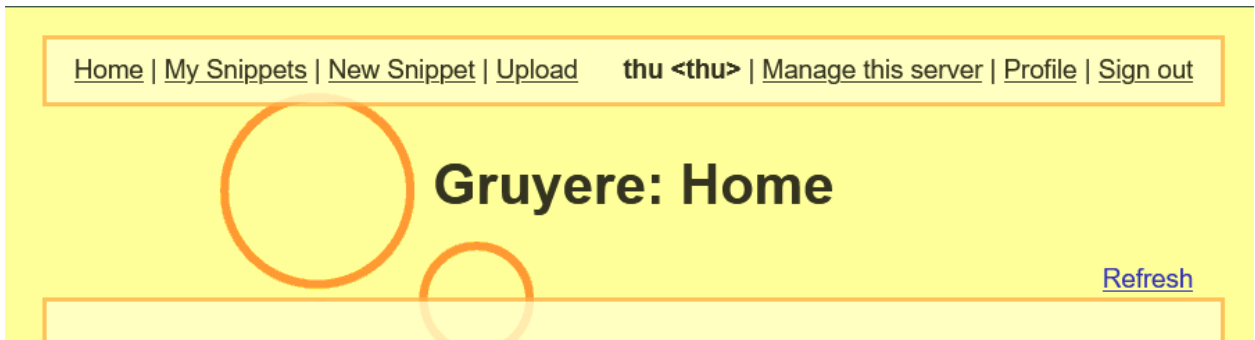 Home | My Snippets | New Snippet | Upload thu <thu> | Manage this server | Profile | Sign out
Gruyere: Home
Refresh